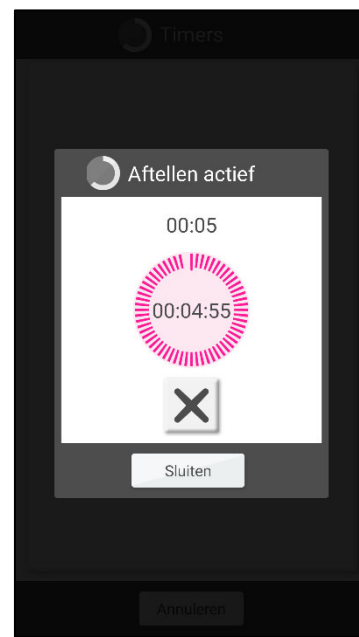 Timers
Aftellen actief
00:05
00:04:55
Sluiten
Annuleren